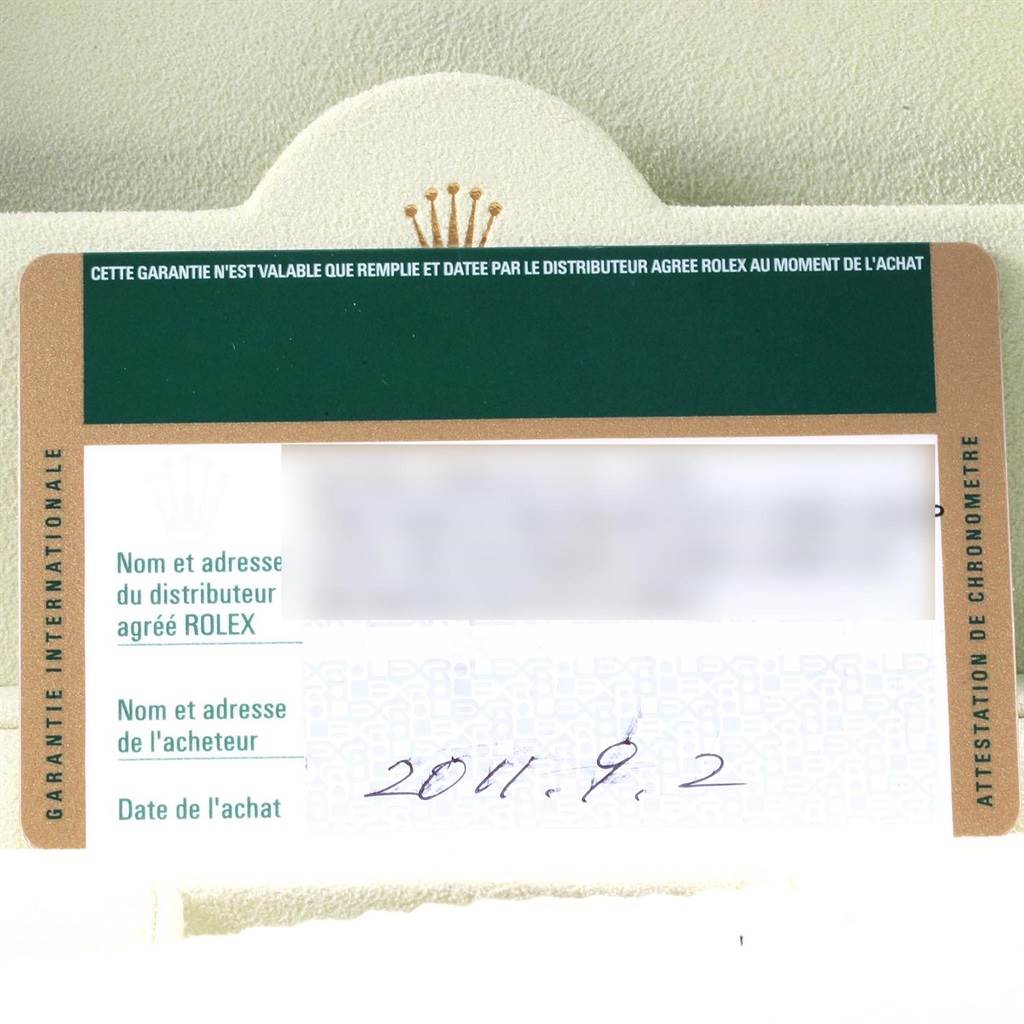 CETTE GARANTIE N'EST VALABLE QUE REMPLIE ET DATEE PAR LE DISTRIBUTEUR AGREE ROLEX AU MOMENT DE L'ACHAT
GARANTIE INTERNATIONALE
Nom et adresse
du distributeur
agréé ROLEX
Nom et adresse
de l'acheteur
Date de l'achat
2011.9.2
ATTESTATION DE CHRONOMETRE